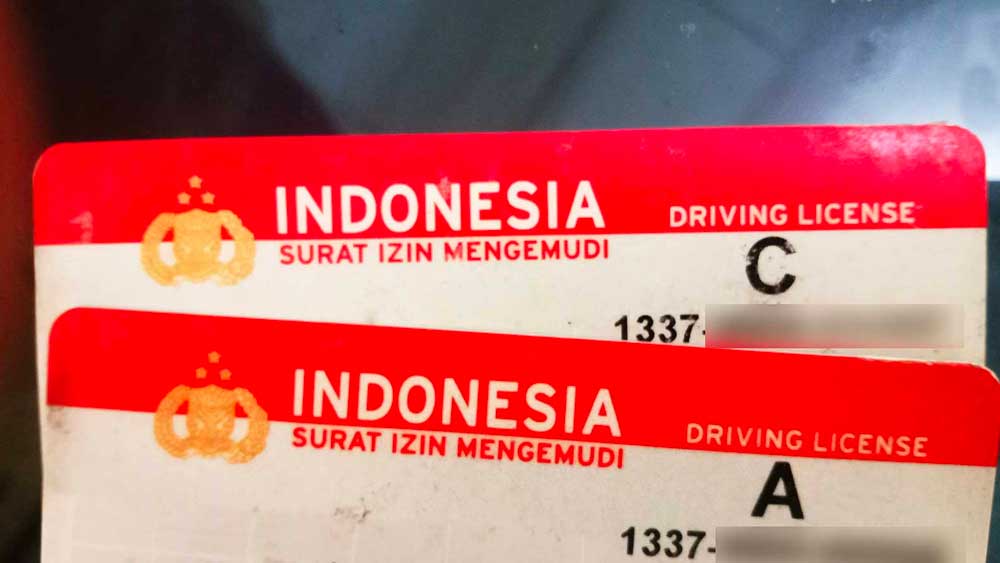 INDONESIA
DRIVING LICENSE
SURAT IZIN MENGEMUDI
C
1337-
INDONESIA
DRIVING LICENSE
SURAT IZIN MENGEMUDI
A
1337-